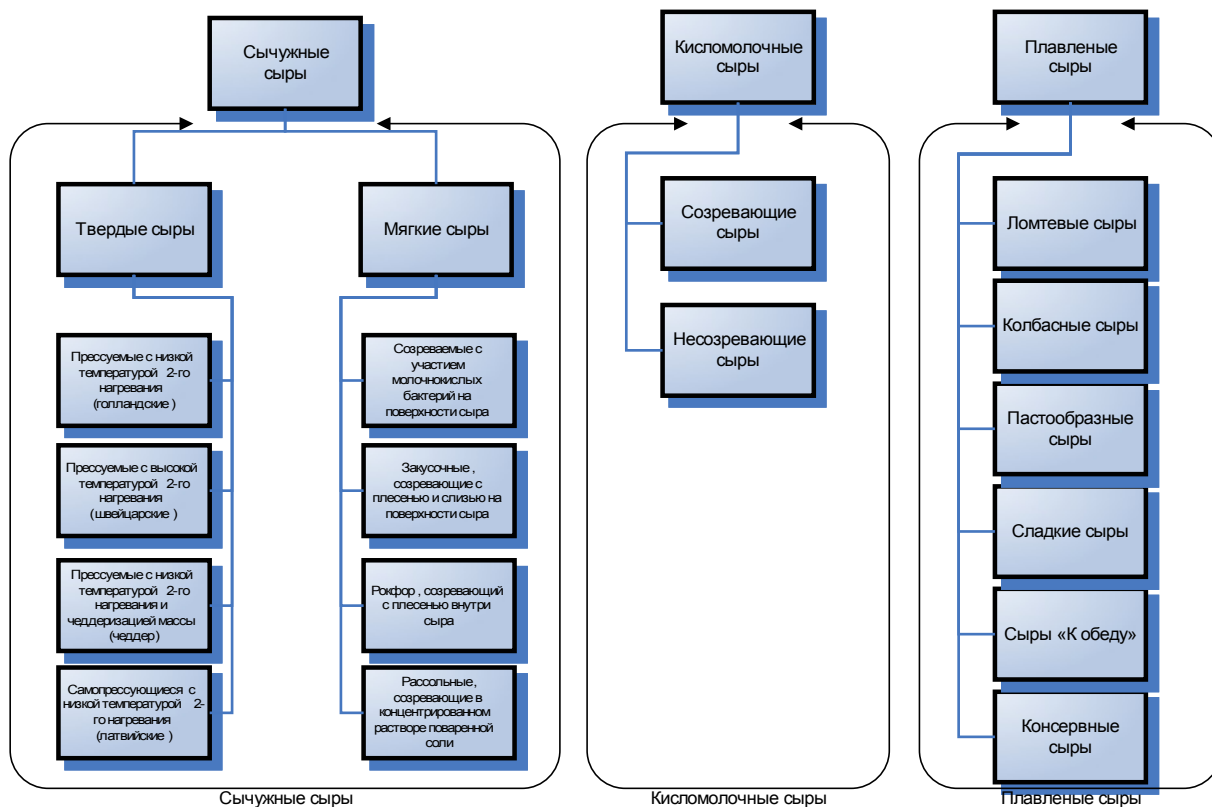 Сычужные
сыры
Твердые сыры
Прессуемые с низкой
температурой 2-го
нагревания
(голландские )
Прессуемые с высокой
температурой 2-го
нагревания
(швейцарские )
Прессуемые с низкой
температурой 2-го
нагревания и
чеддеризацией массы
(чеддер)
Самопрессующиеся с
низкой температурой 2-
го нагревания
(латвийские )
Мягкие сыры
Созреваемые с
участием
молочнокислых
бактерий на
поверхности сыра
Закусочные ,
созревающие с
плесенью и слизью на
поверхности сыра
Рокфор , созревающий
с плесенью внутри
сыра
Рассольные ,
созревающие в
концентрированном
растворе поваренной
соли
Сычужные сыры
Кисломолочные
сыры
Созревающие
сыры
Несозревающие
сыры
Кисломолочные сыры
Плавленые
сыры
Ломтевые сыры
Колбасные сыры
Пастообразные
сыры
Сладкие сыры
Сыры «К обеду»
Консервные
сыры
Плавленые сыры